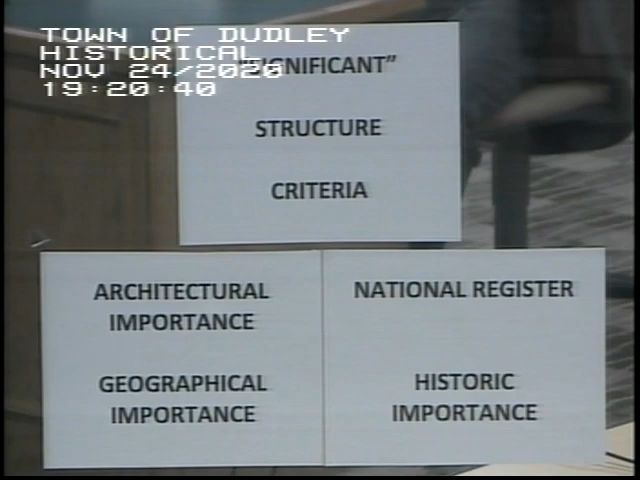 TOWN OF DUDLEY
HISTORICAL
NOV 24/2020
19:20:40
"SIGNIFICANT"
STRUCTURE
CRITERIA
ARCHITECTURAL
IMPORTANCE
GEOGRAPHICAL
IMPORTANCE
NATIONAL REGISTER
HISTORIC
IMPORTANCE